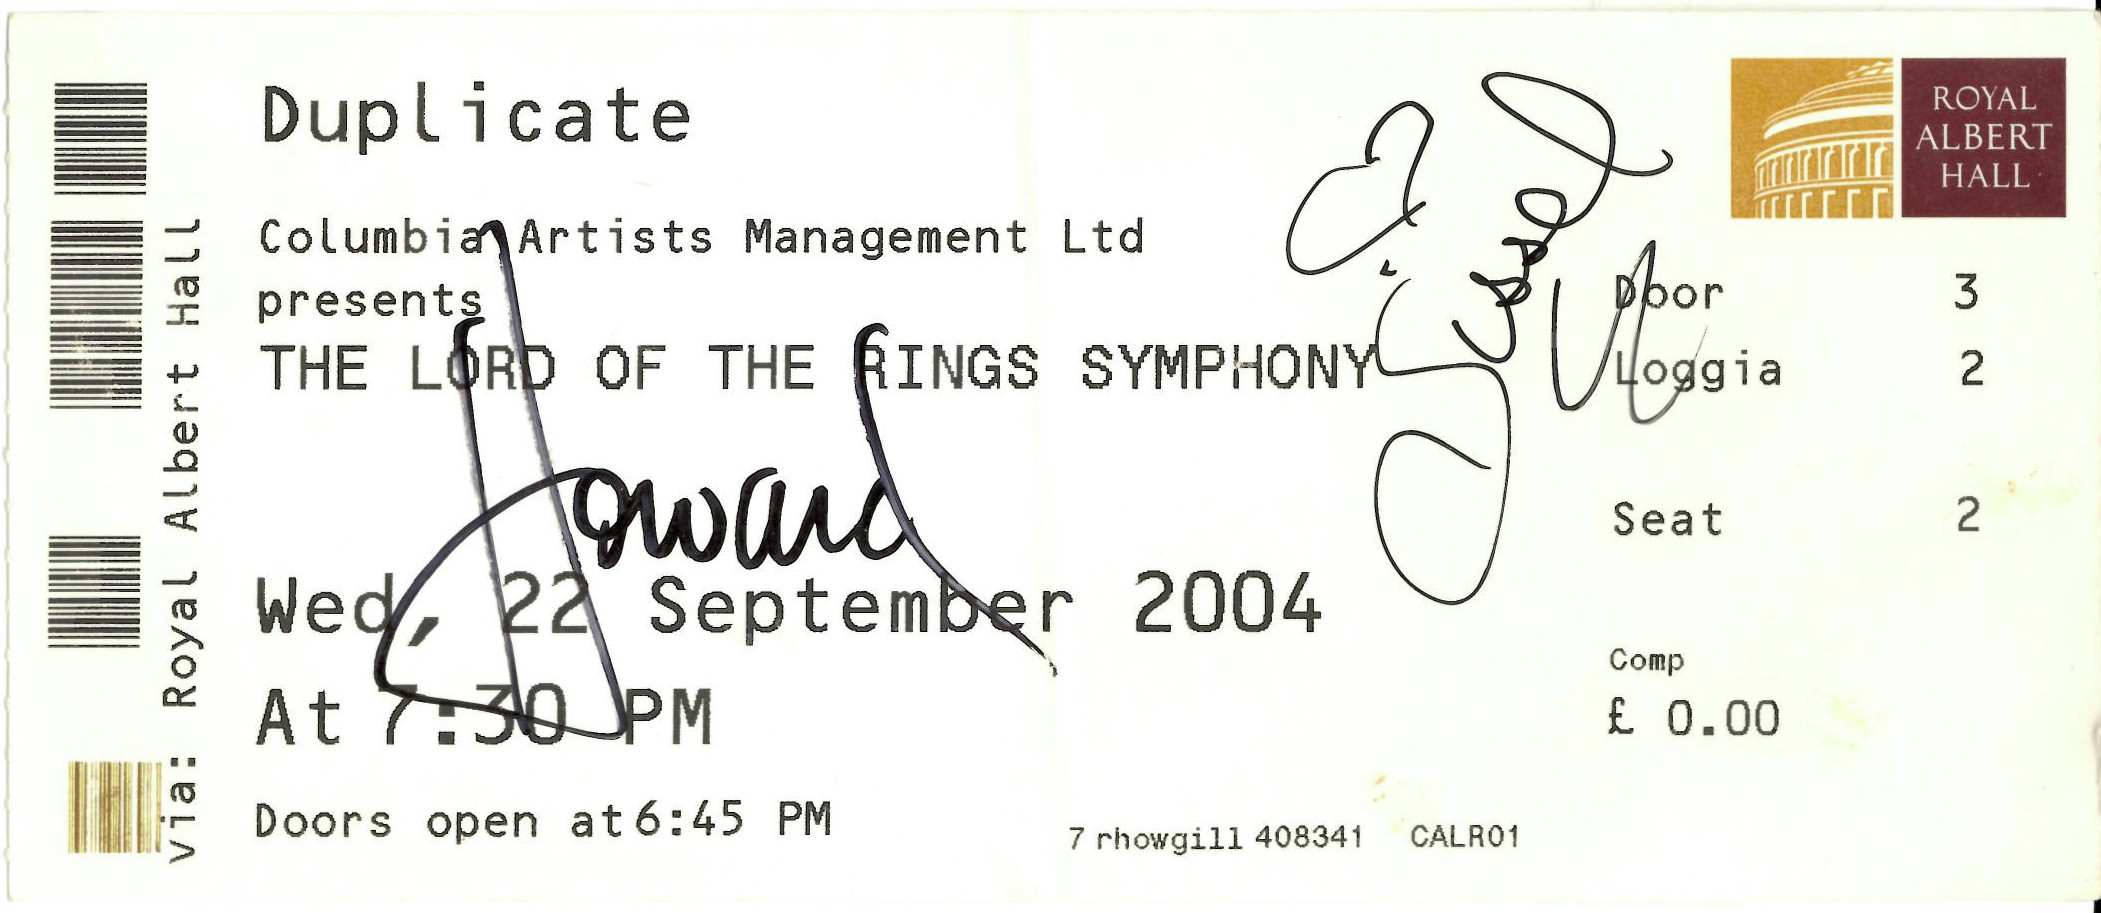 Duplicate
Columbia Artists Management Ltd
presents
THE LORD OF THE RINGS SYMPHONY
Howard
Wed, 22 September 2004
At 7:30 PM
Doors open at 6:45 PM
7 rhowgill 408341 CALR01
via: Royal Albert Hall
ROYAL
ALBERT
HALL
Door 3
Loggia 2
Seat 2
Comp
£ 0.00